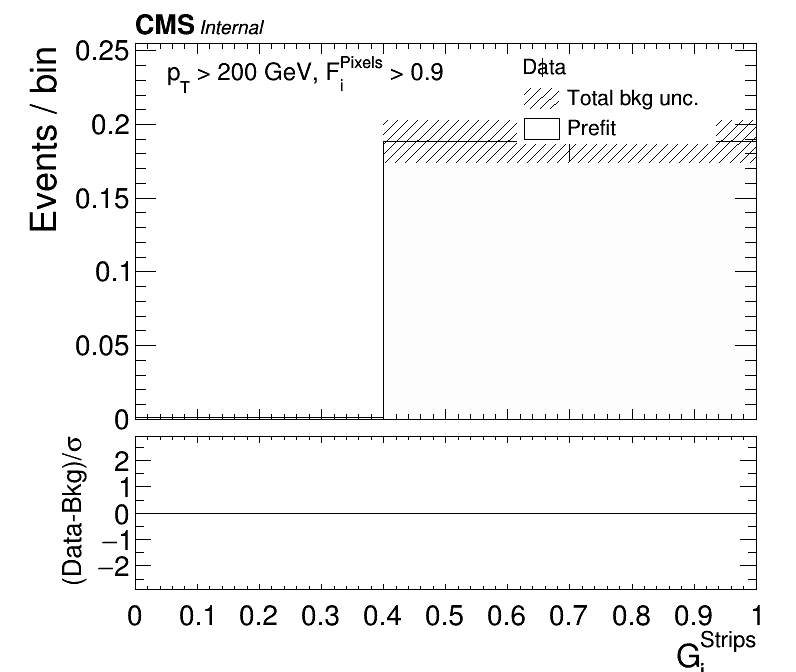 CMS Internal
p_T > 200 GeV, F_i^Pixels > 0.9
Data
Total bkg unc.
Prefit
Events / bin
0.25
0.2
0.15
0.1
0.05
0
(Data-Bkg)/σ
2
1
0
−1
−2
0 0.1 0.2 0.3 0.4 0.5 0.6 0.7 0.8 0.9 1
G_i^Strips